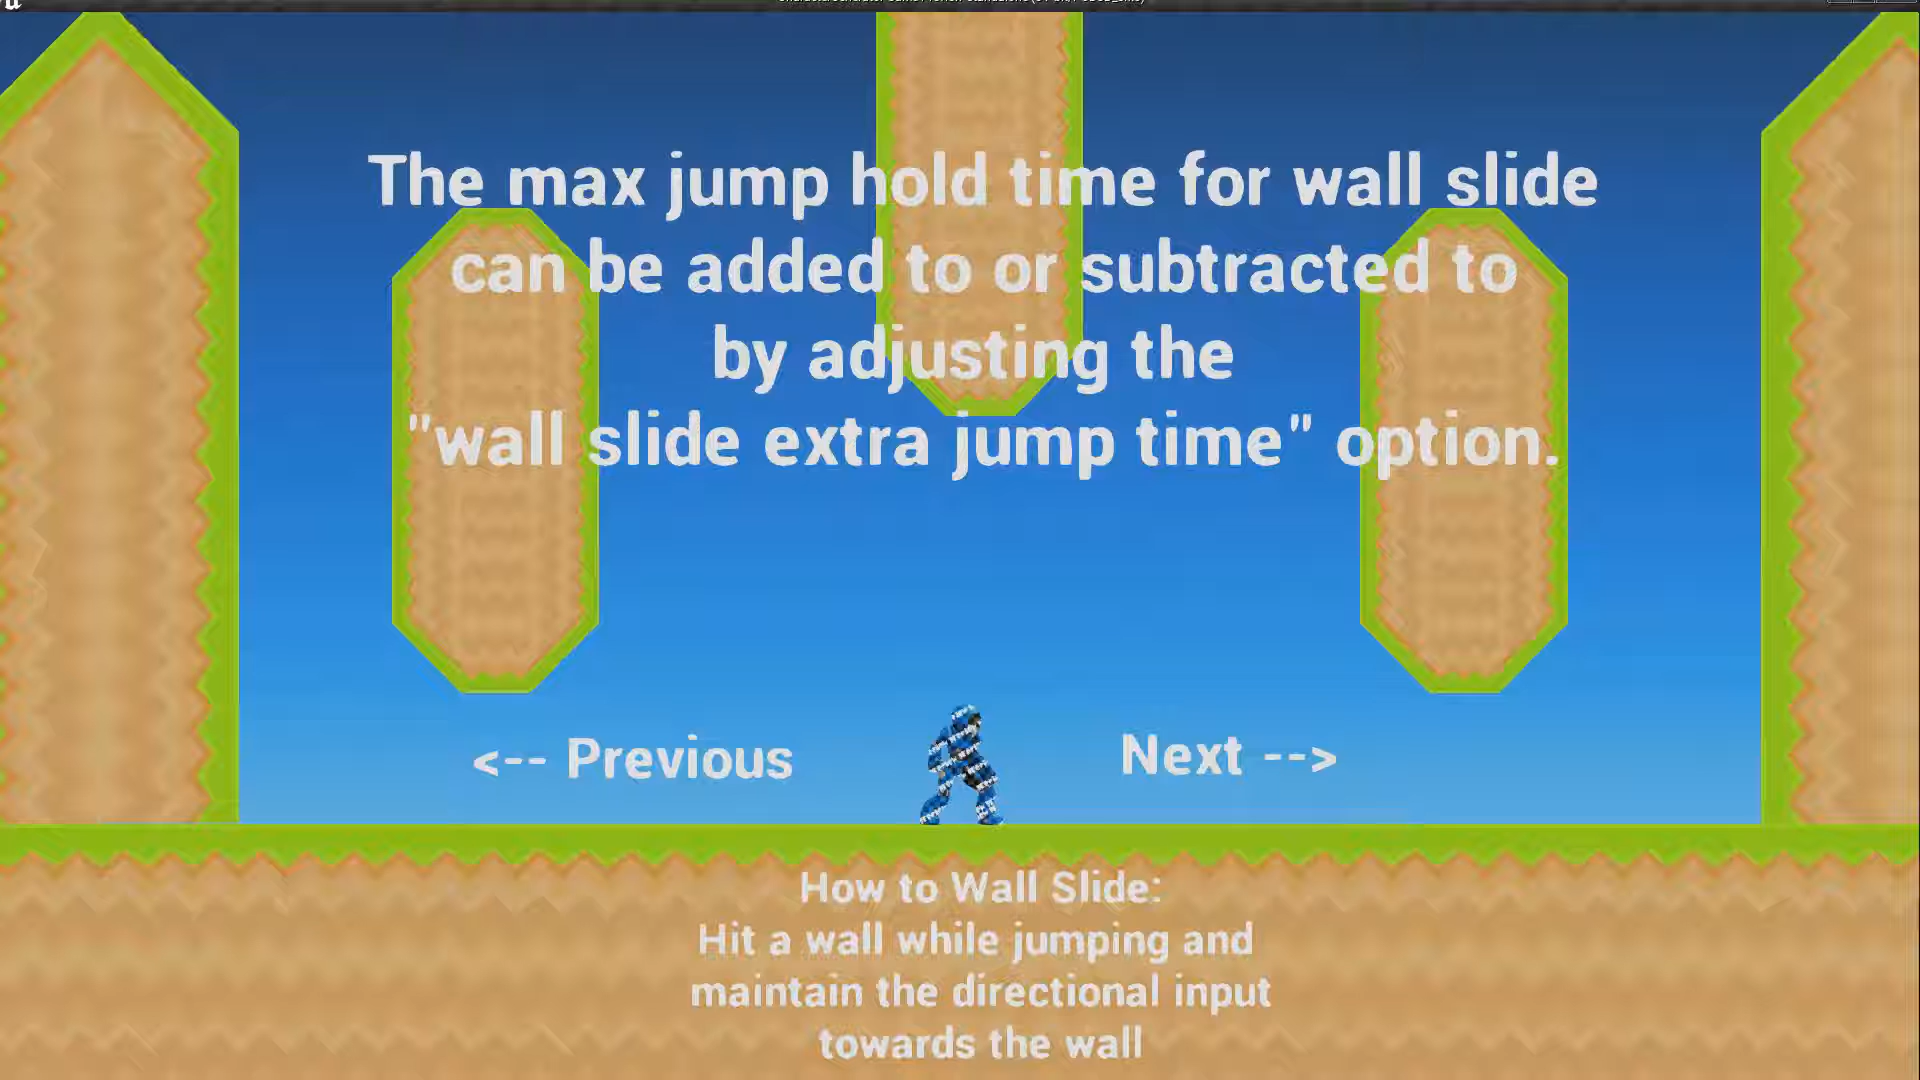 The max jump hold time for wall slide
can be added to or subtracted to
by adjusting the
"wall slide extra jump time" option.
<-- Previous
Next -->
How to Wall Slide:
Hit a wall while jumping and
maintain the directional input
towards the wall